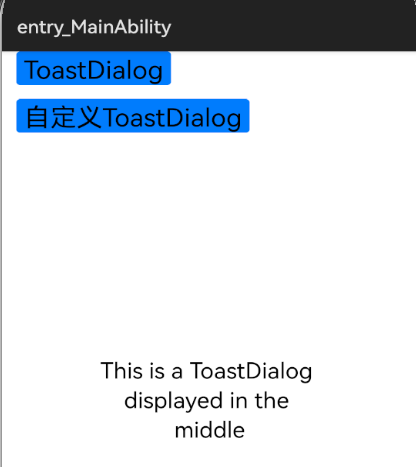 entry_MainAbility
ToastDialog
自定义ToastDialog
This is a ToastDialog
displayed in the
middle